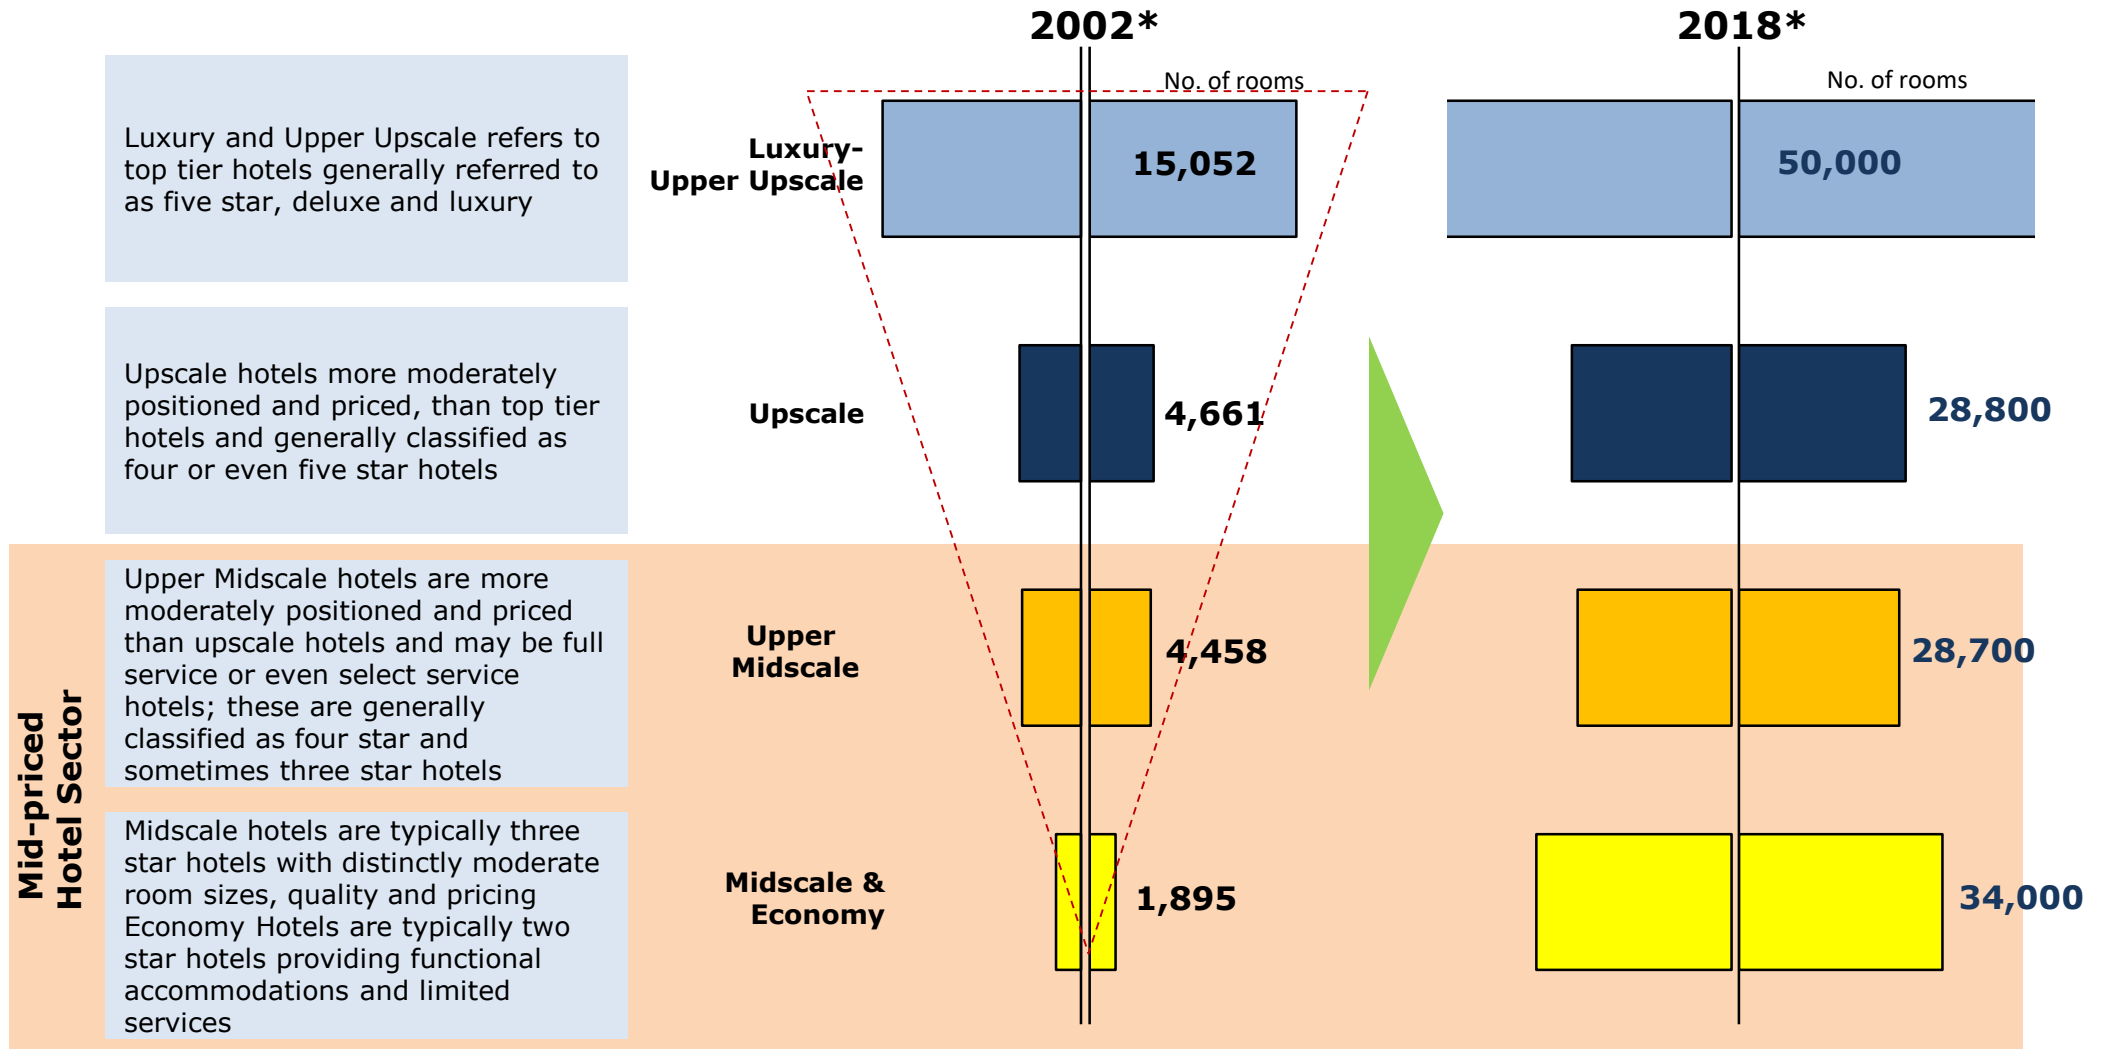 2002*
2018*
No. of rooms
No. of rooms
Luxury and Upper Upscale refers to
top tier hotels generally referred to
as five star, deluxe and luxury
Luxury-
Upper Upscale
15,052
50,000
Upscale hotels more moderately
positioned and priced, than top tier
hotels and generally classified as
four or even five star hotels
Upscale
4,661
28,800
Mid-priced
Hotel Sector
Upper Midscale hotels are more
moderately positioned and priced
than upscale hotels and may be full
service or even select service
hotels; these are generally
classified as four star and
sometimes three star hotels
Upper
Midscale
4,458
28,700
Midscale hotels are typically three
star hotels with distinctly moderate
room sizes, quality and pricing
Economy Hotels are typically two
star hotels providing functional
accommodations and limited
services
Midscale &
Economy
1,895
34,000